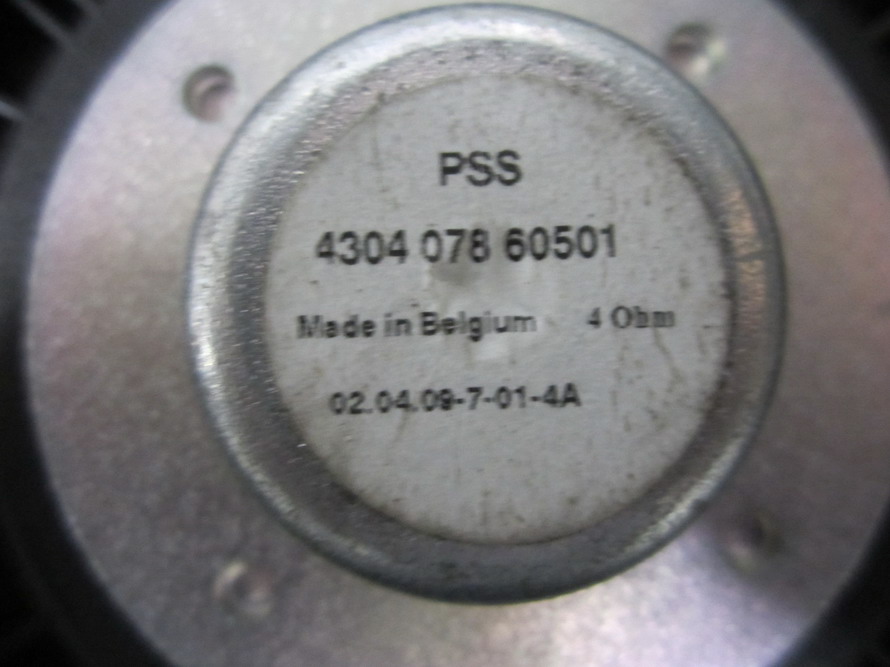 PSS
4304 078 60501
Made in Belgium 4 Ohm
02.04.09-7-01-4A